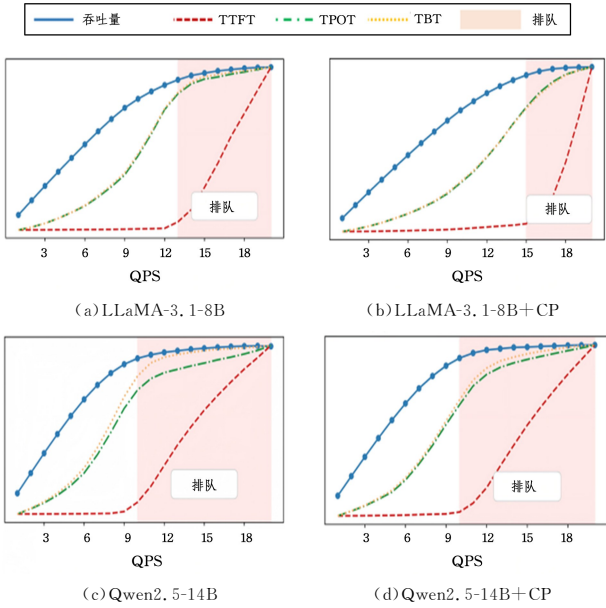 吞吐量 TTFT TPOT TBT 排队
排队 排队
3 6 9 12 15 18 3 6 9 12 15 18
QPS QPS
(a)LLaMA-3.1-8B (b)LLaMA-3.1-8B+CP
排队 排队
3 6 9 12 15 18 3 6 9 12 15 18
QPS QPS
(c)Qwen2.5-14B (d)Qwen2.5-14B+CP